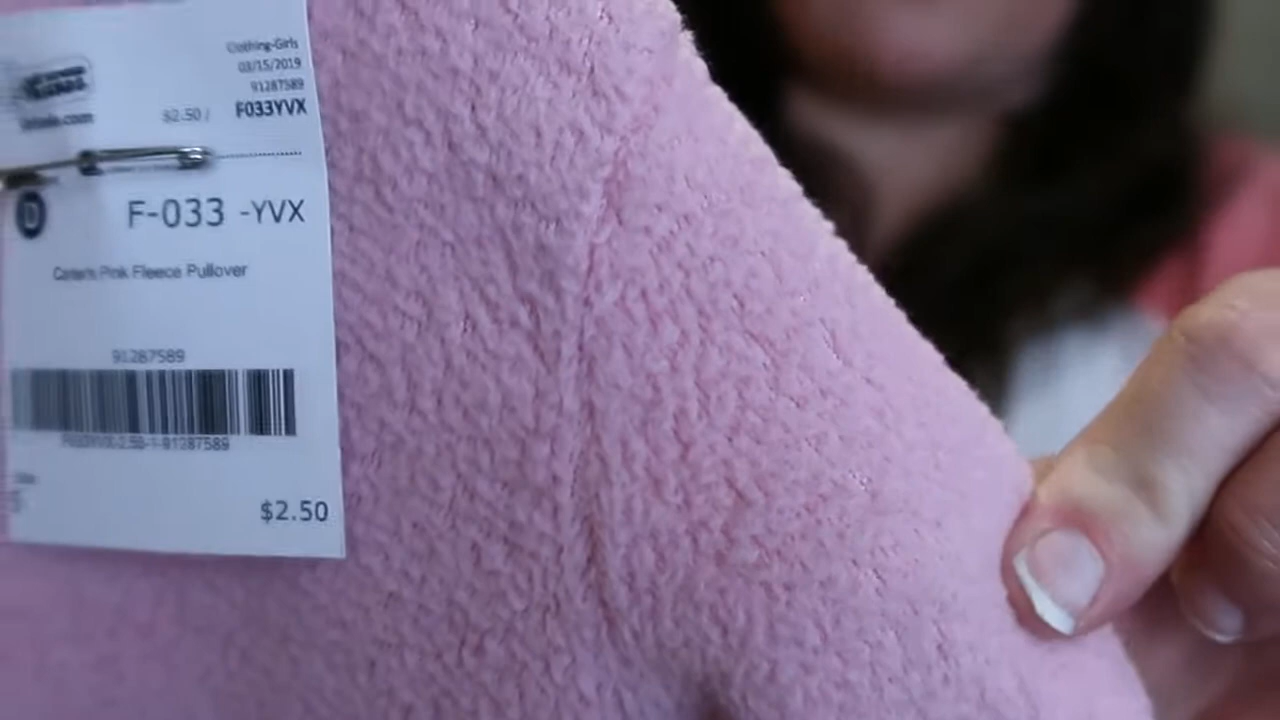 Clothing-Girls
03/15/2019
91287589
$2.50 / F033YVX
D F-033 -YVX
Carter's Pink Fleece Pullover
91287589
$2.50